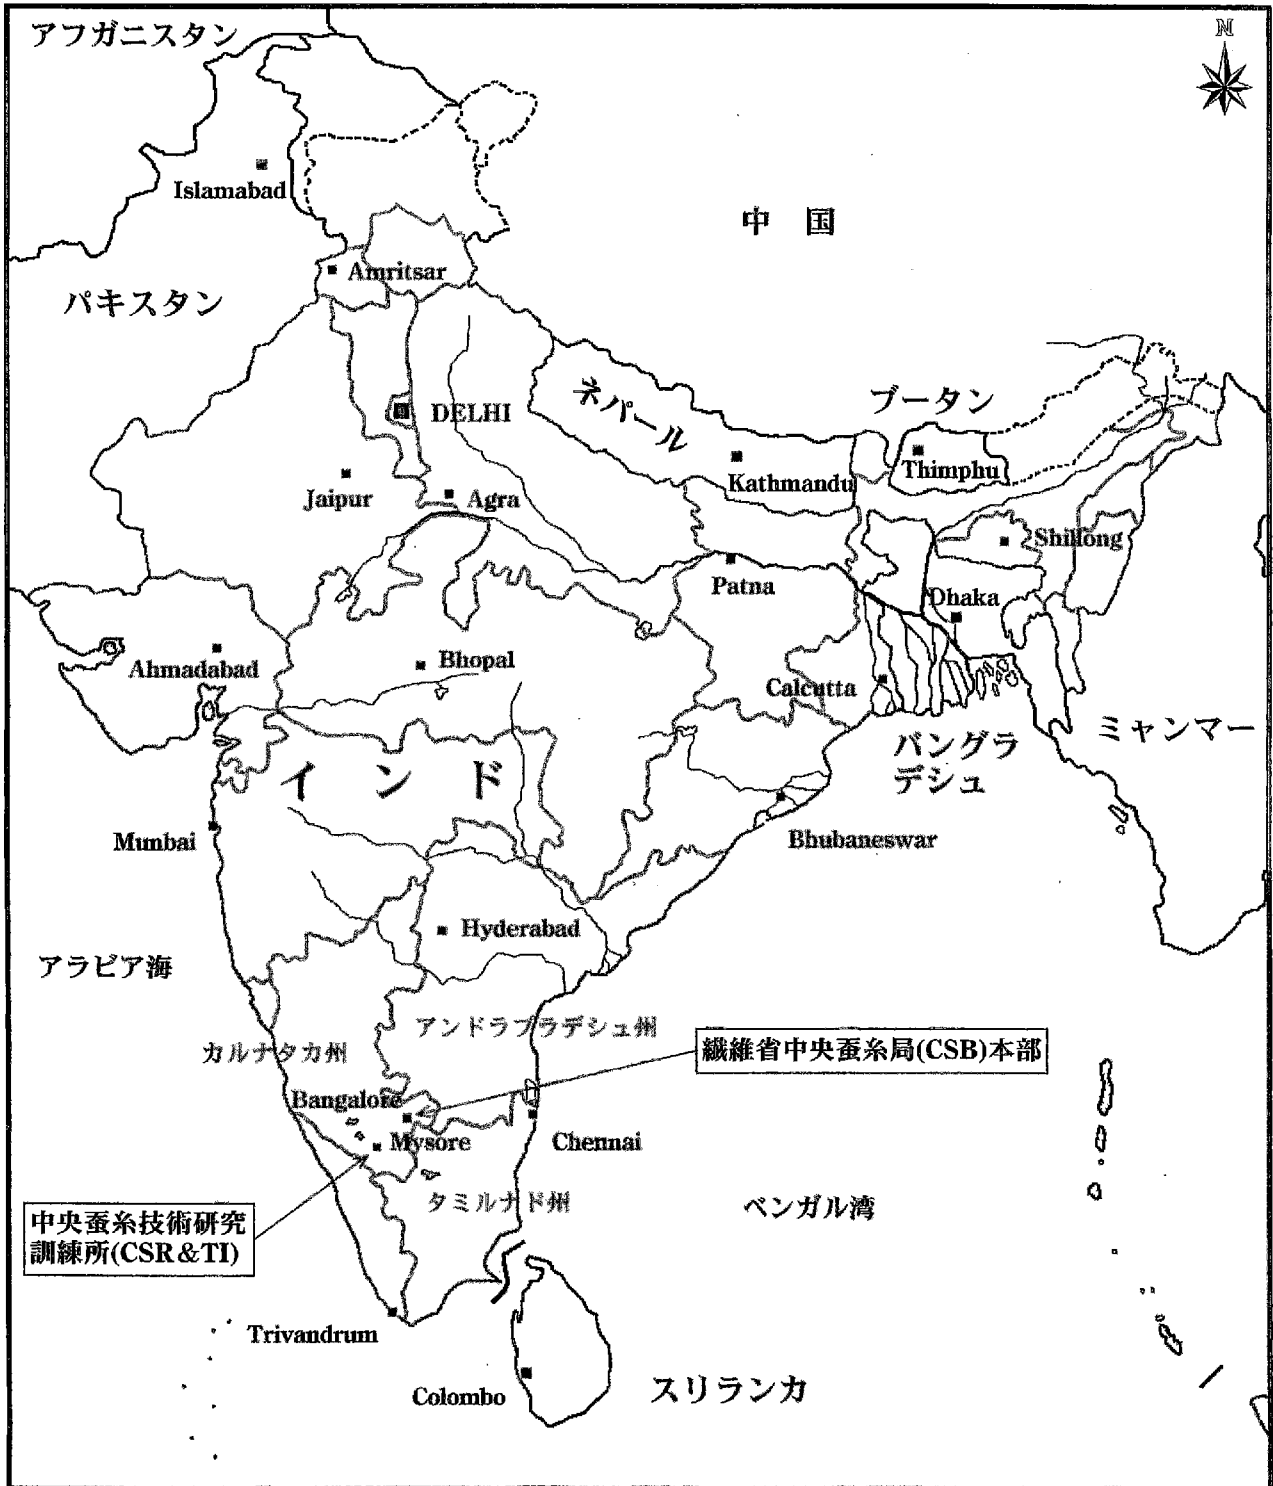 アフガニスタン
N
Islamabad
中 国
Amritsar
パキスタン
ネパール
ブータン
DELHI
Thimphu
Kathmandu
Jaipur
Agra
Shillong
Patna
Dhaka
Ahmadabad
Bhopal
Calcutta
ミャンマー
バングラ
デシュ
インド
Mumbai
Bhubaneswar
Hyderabad
アラビア海
アンドラプラデシュ州
カルナタカ州
繊維省中央蚕糸局(CSB)本部
Bangalore
Mysore
Chennai
タミルナド州
ベンガル湾
中央蚕糸技術研究
訓練所(CSR&TI)
Trivandrum
Colombo
スリランカ